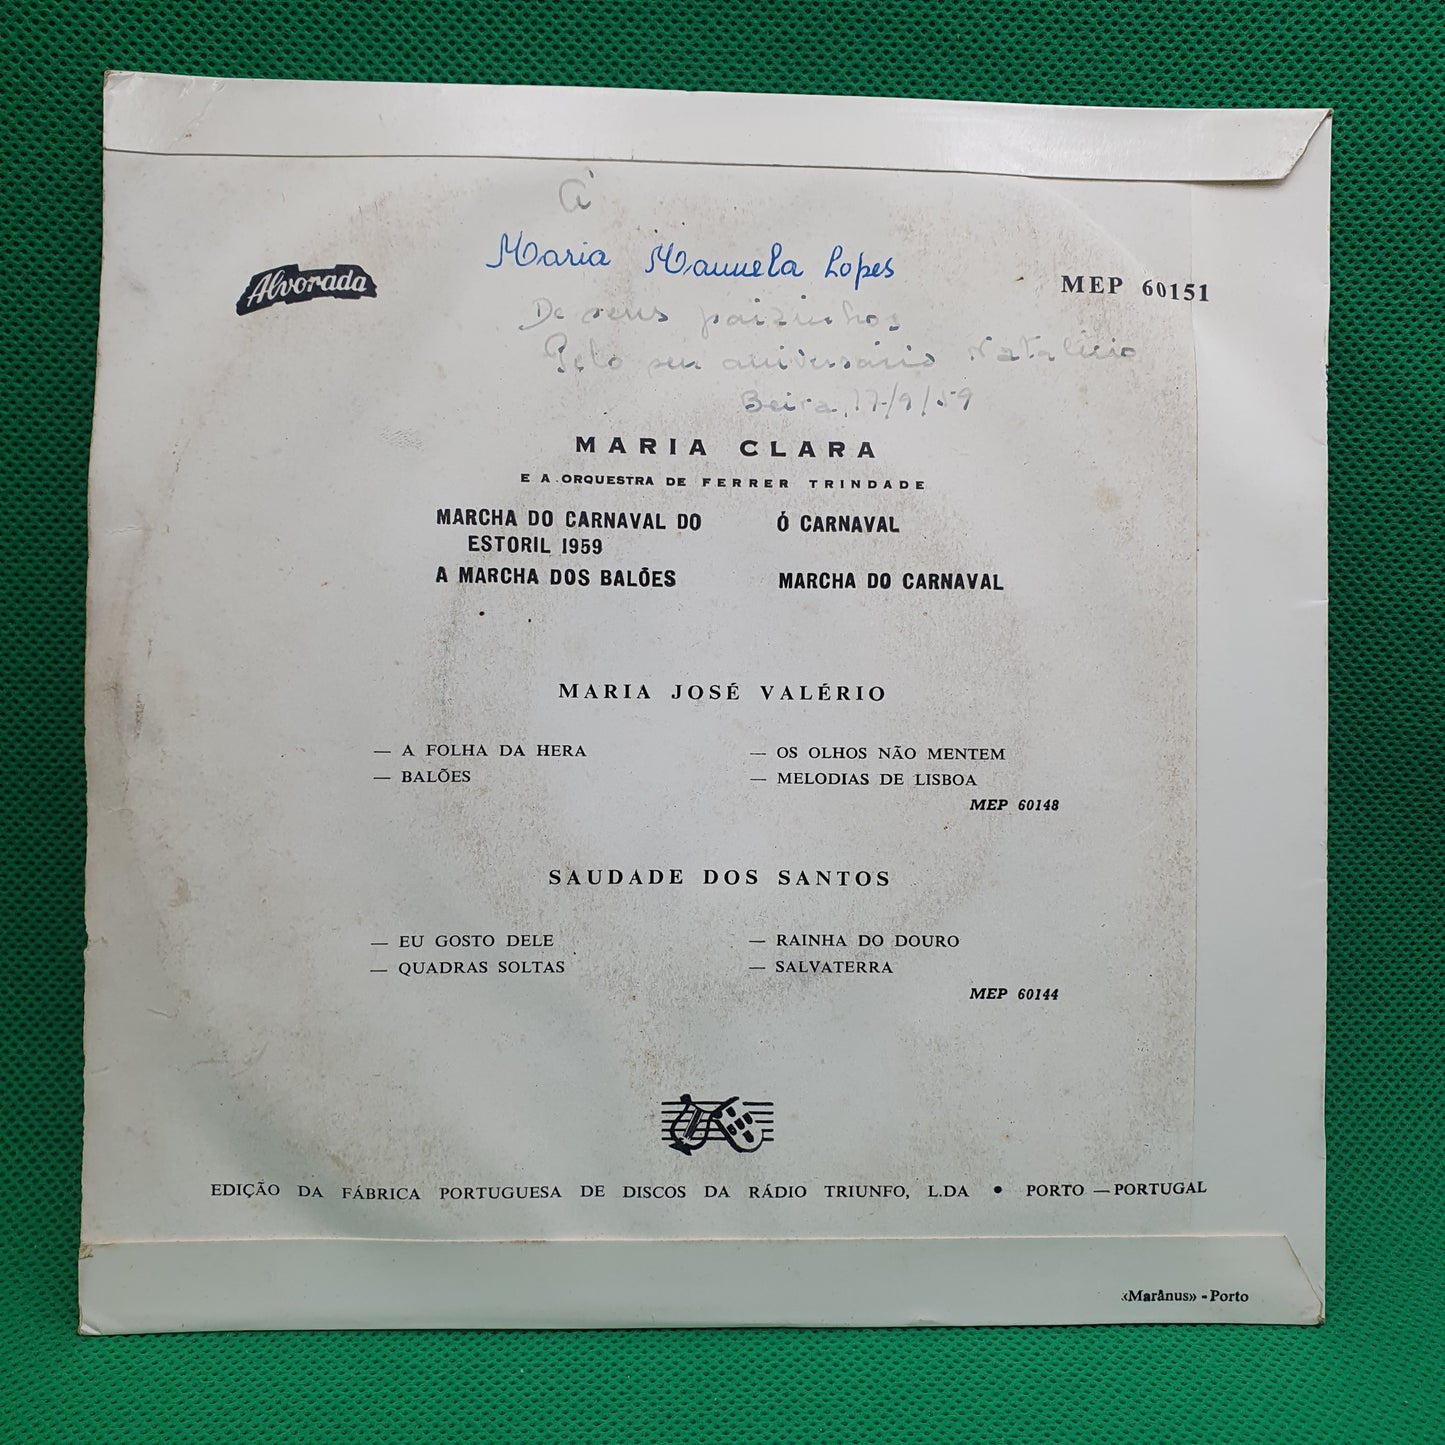 À
Maria Manuela Lopes
Alvorada
MEP 60151
De seus paizinhos
Pelo seu aniversário Natalício
Beira, 17/9/59
MARIA CLARA
E A ORQUESTRA DE FERRER TRINDADE
MARCHA DO CARNAVAL DO
ESTORIL 1959
Ó CARNAVAL
A MARCHA DOS BALÕES
MARCHA DO CARNAVAL
MARIA JOSÉ VALÉRIO
— A FOLHA DA HERA
— OS OLHOS NÃO MENTEM
— BALÕES
— MELODIAS DE LISBOA
MEP 60148
SAUDADE DOS SANTOS
— EU GOSTO DELE
— RAINHA DO DOURO
— QUADRAS SOLTAS
— SALVATERRA
MEP 60144
EDIÇÃO DA FÁBRICA PORTUGUESA DE DISCOS DA RÁDIO TRIUNFO, L.DA • PORTO — PORTUGAL
«Marânus» - Porto